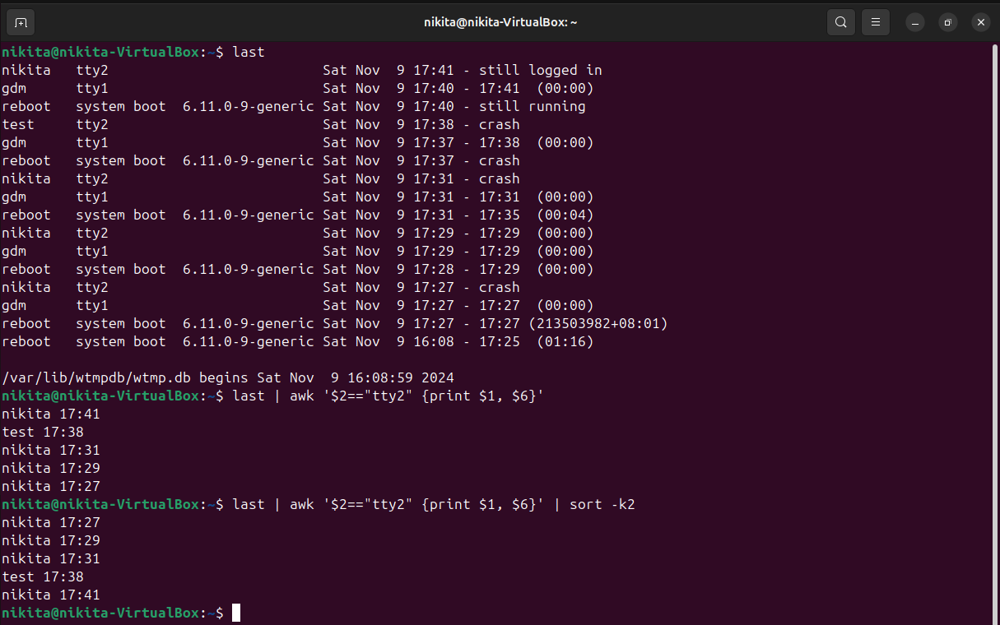 nikita@nikita-VirtualBox: ~
nikita@nikita-VirtualBox:~$ last
nikita   tty2                          Sat Nov  9 17:41 - still logged in
gdm      tty1                          Sat Nov  9 17:40 - 17:41  (00:00)
reboot   system boot  6.11.0-9-generic Sat Nov  9 17:40 - still running
test     tty2                          Sat Nov  9 17:38 - crash
gdm      tty1                          Sat Nov  9 17:37 - 17:38  (00:00)
reboot   system boot  6.11.0-9-generic Sat Nov  9 17:37 - crash
nikita   tty2                          Sat Nov  9 17:31 - crash
gdm      tty1                          Sat Nov  9 17:31 - 17:31  (00:00)
reboot   system boot  6.11.0-9-generic Sat Nov  9 17:31 - 17:35  (00:04)
nikita   tty2                          Sat Nov  9 17:29 - 17:29  (00:00)
gdm      tty1                          Sat Nov  9 17:29 - 17:29  (00:00)
reboot   system boot  6.11.0-9-generic Sat Nov  9 17:28 - 17:29  (00:00)
nikita   tty2                          Sat Nov  9 17:27 - crash
gdm      tty1                          Sat Nov  9 17:27 - 17:27  (00:00)
reboot   system boot  6.11.0-9-generic Sat Nov  9 17:27 - 17:27 (213503982+08:01)
reboot   system boot  6.11.0-9-generic Sat Nov  9 16:08 - 17:25  (01:16)

/var/lib/wtmpdb/wtmp.db begins Sat Nov  9 16:08:59 2024
nikita@nikita-VirtualBox:~$ last | awk '$2=="tty2" {print $1, $6}'
nikita 17:41
test 17:38
nikita 17:31
nikita 17:29
nikita 17:27
nikita@nikita-VirtualBox:~$ last | awk '$2=="tty2" {print $1, $6}' | sort -k2
nikita 17:27
nikita 17:29
nikita 17:31
test 17:38
nikita 17:41
nikita@nikita-VirtualBox:~$